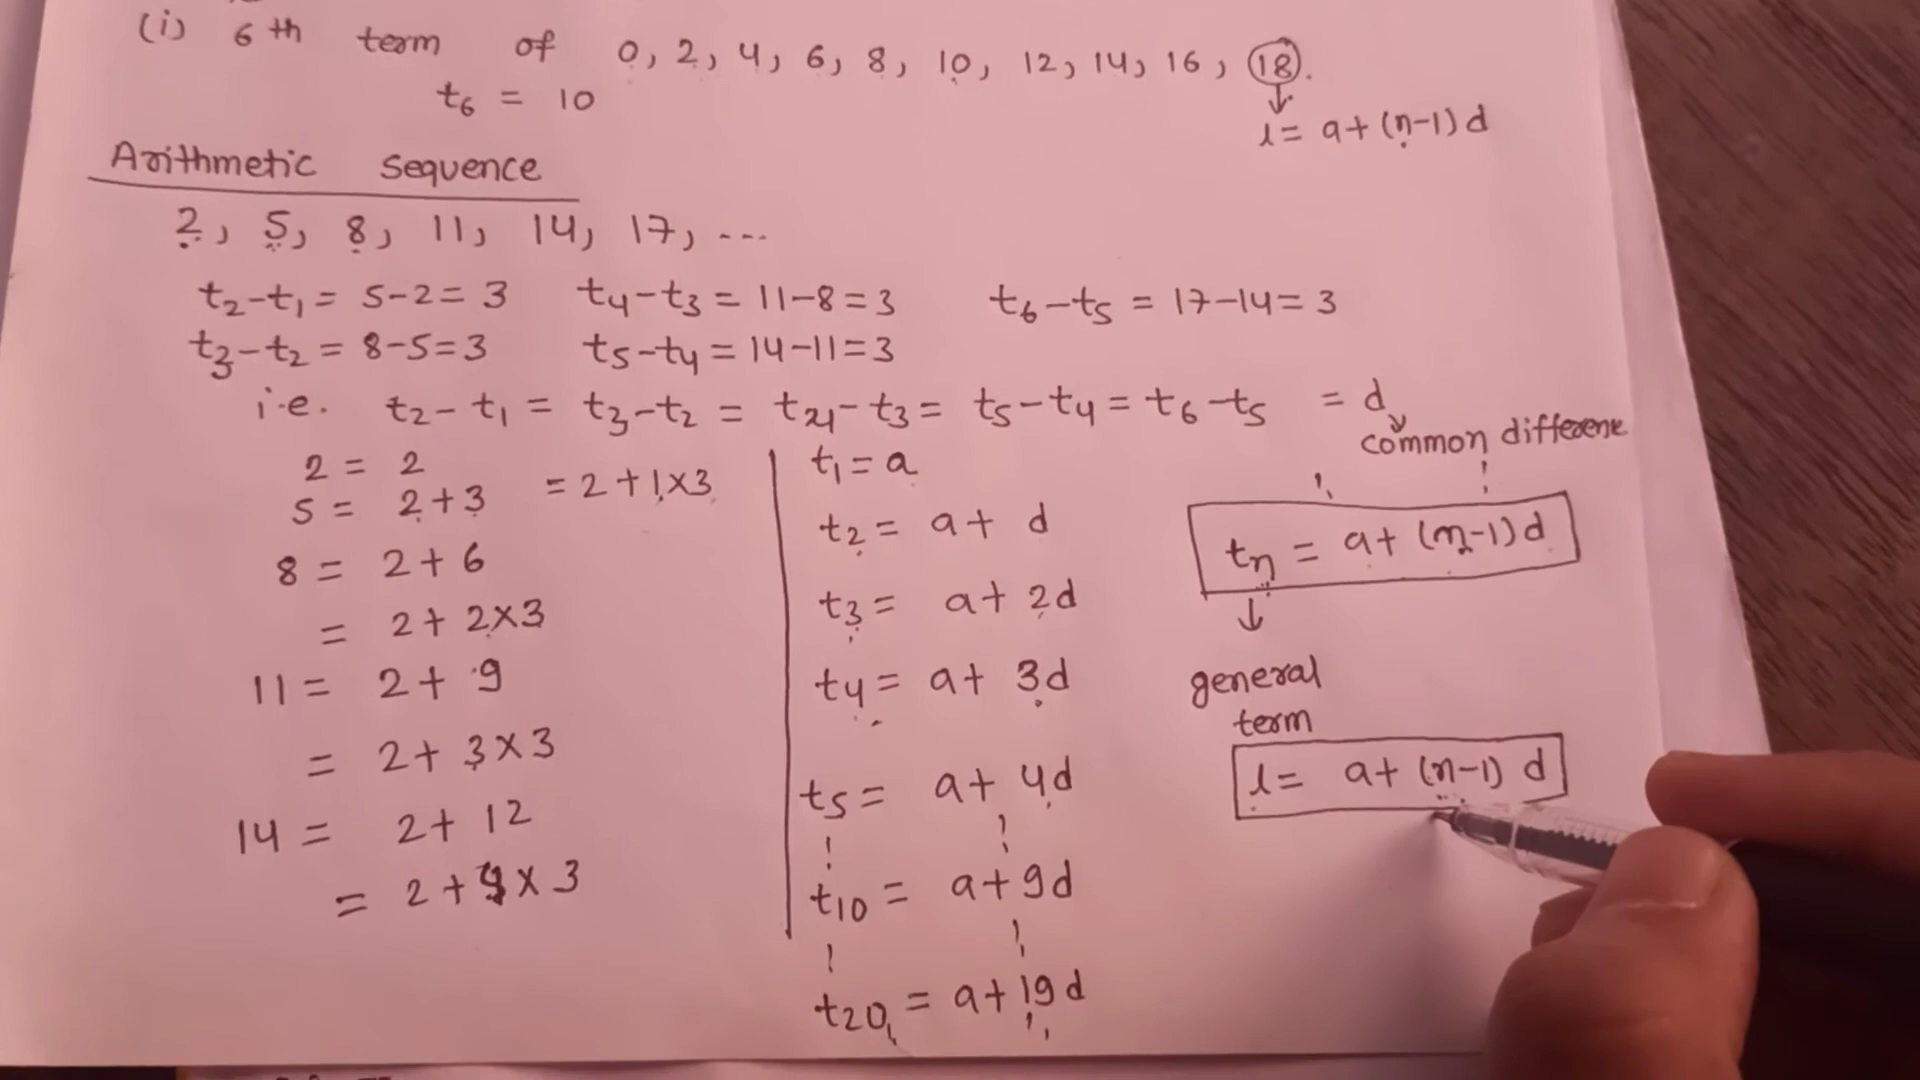 (i) 6th term of 0, 2, 4, 6, 8, 10, 12, 14, 16, 18.
t6 = 10
l = a + (n-1) d
Arithmetic Sequence
2, 5, 8, 11, 14, 17, ---
t2-t1 = 5-2 = 3 t4-t3 = 11-8 = 3 t6-t5 = 17-14 = 3
t3-t2 = 8-5 = 3 t5-t4 = 14-11 = 3
i.e. t2-t1 = t3-t2 = t4-t3 = t5-t4 = t6-t5 = d
common difference
2 = 2
5 = 2+3 = 2+1×3
8 = 2+6
= 2+2×3
11 = 2+9
= 2+3×3
14 = 2+12
= 2+4×3
t1 = a
t2 = a+d
t3 = a+2d
t4 = a+3d
t5 = a+4d
t10 = a+9d
t20 = a+19d
tn = a+(n-1)d
general
term
l = a+(n-1) d